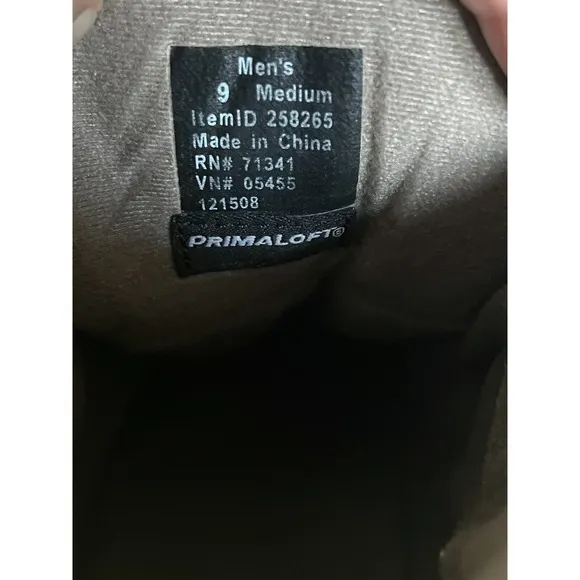 Men's
9 Medium
ItemID 258265
Made in China
RN# 71341
VN# 05455
121508
PRIMALOFT®